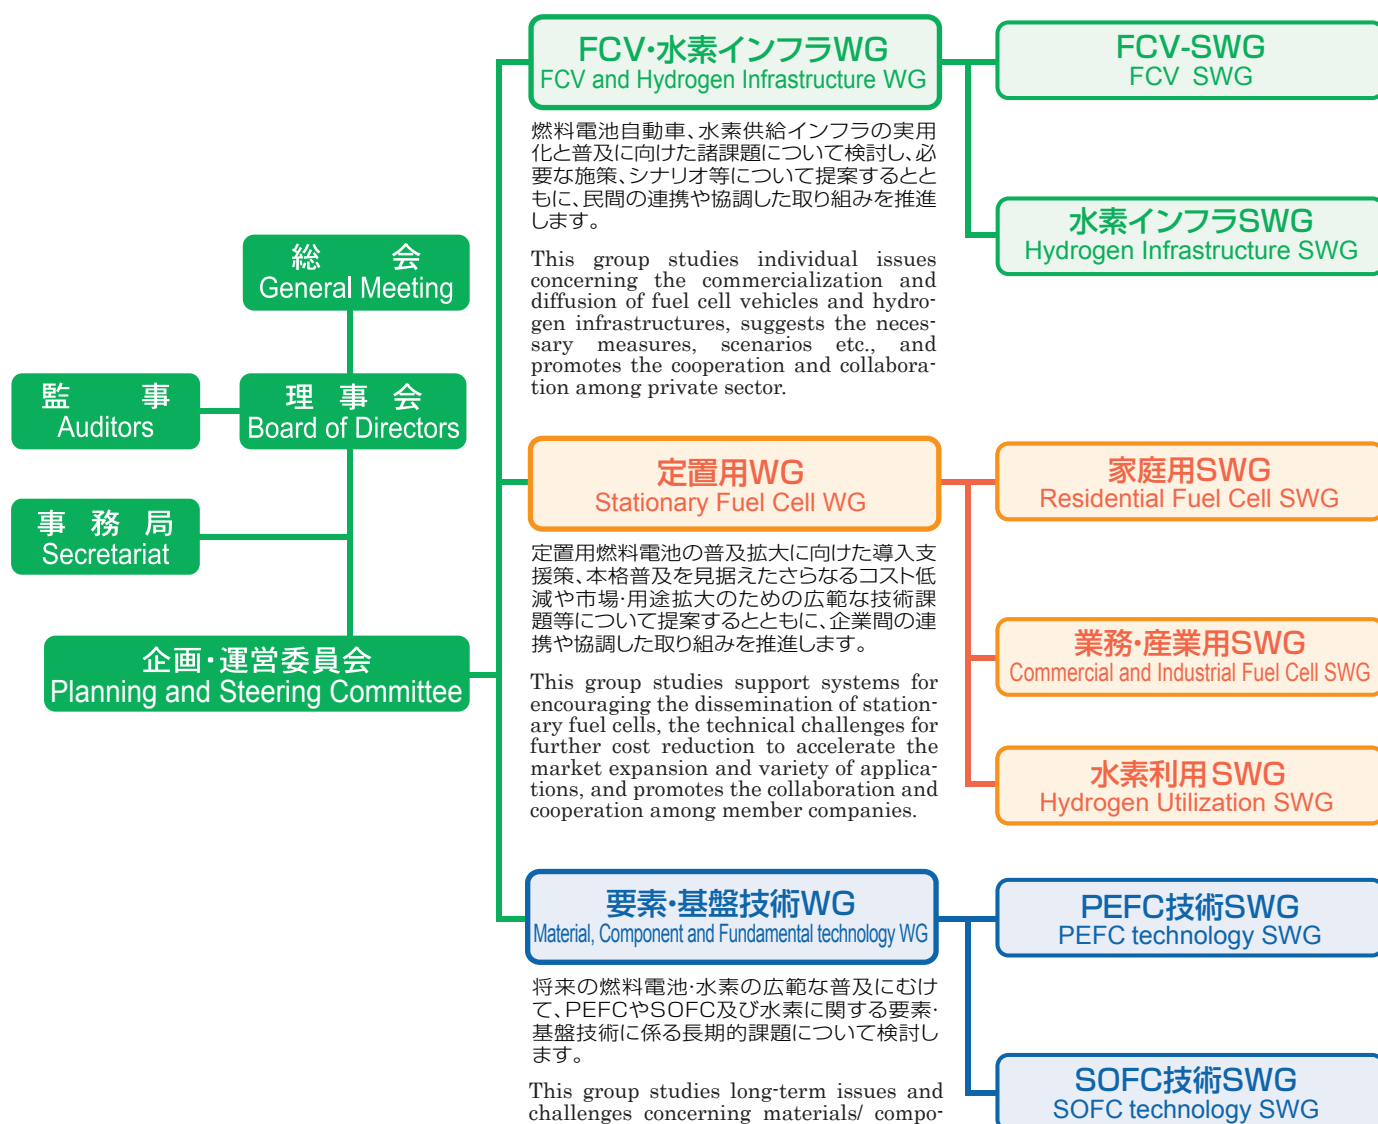 総 会
General Meeting
監 事
Auditors
理 事 会
Board of Directors
事 務 局
Secretariat
企画・運営委員会
Planning and Steering Committee
FCV・水素インフラWG
FCV and Hydrogen Infrastructure WG
燃料電池自動車、水素供給インフラの実用
化と普及に向けた諸課題について検討し、必
要な施策、シナリオ等について提案するとと
もに、民間の連携や協調した取り組みを推進
します。
This group studies individual issues
concerning the commercialization and
diffusion of fuel cell vehicles and hydro-
gen infrastructures, suggests the neces-
sary measures, scenarios etc., and
promotes the cooperation and collabora-
tion among private sector.
FCV-SWG
FCV SWG
水素インフラSWG
Hydrogen Infrastructure SWG
定置用WG
Stationary Fuel Cell WG
定置用燃料電池の普及拡大に向けた導入支
援策、本格普及を見据えたさらなるコスト低
減や市場・用途拡大のための広範な技術課
題等について提案するとともに、企業間の連
携や協調した取り組みを推進します。
This group studies support systems for
encouraging the dissemination of station-
ary fuel cells, the technical challenges for
further cost reduction to accelerate the
market expansion and variety of applica-
tions, and promotes the collaboration and
cooperation among member companies.
家庭用SWG
Residential Fuel Cell SWG
業務・産業用SWG
Commercial and Industrial Fuel Cell SWG
水素利用SWG
Hydrogen Utilization SWG
要素・基盤技術WG
Material, Component and Fundamental technology WG
将来の燃料電池・水素の広範な普及にむけ
て、PEFCやSOFC及び水素に関する要素・
基盤技術に係る長期的課題について検討し
ます。
This group studies long-term issues and
challenges concerning materials/ compo-
PEFC技術SWG
PEFC technology SWG
SOFC技術SWG
SOFC technology SWG